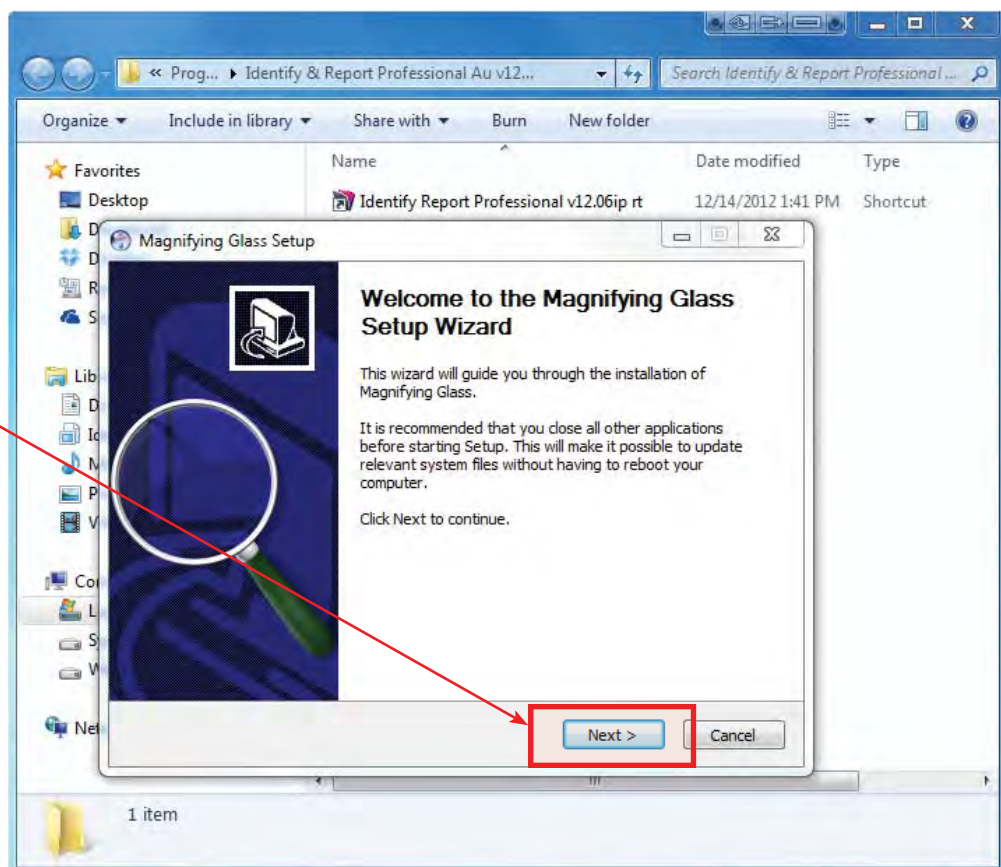 « Prog... Identify & Report Professional Au v12...
Search Identify & Report Professional ...
Organize
Include in library
Share with
Burn
New folder
Name
Date modified
Type
Favorites
Desktop
Identify Report Professional v12.06ip rt
12/14/2012 1:41 PM
Shortcut
D
D
R
S
Lib
D
M
P
V
L
S
W
Net
Magnifying Glass Setup
Welcome to the Magnifying Glass
Setup Wizard
This wizard will guide you through the installation of
Magnifying Glass.
It is recommended that you close all other applications
before starting Setup. This will make it possible to update
relevant system files without having to reboot your
computer.
Click Next to continue.
Next >
Cancel
1 item